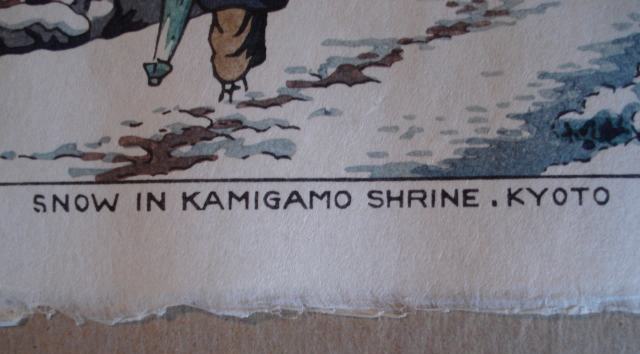 SNOW IN KAMIGAMO SHRINE . KYOTO